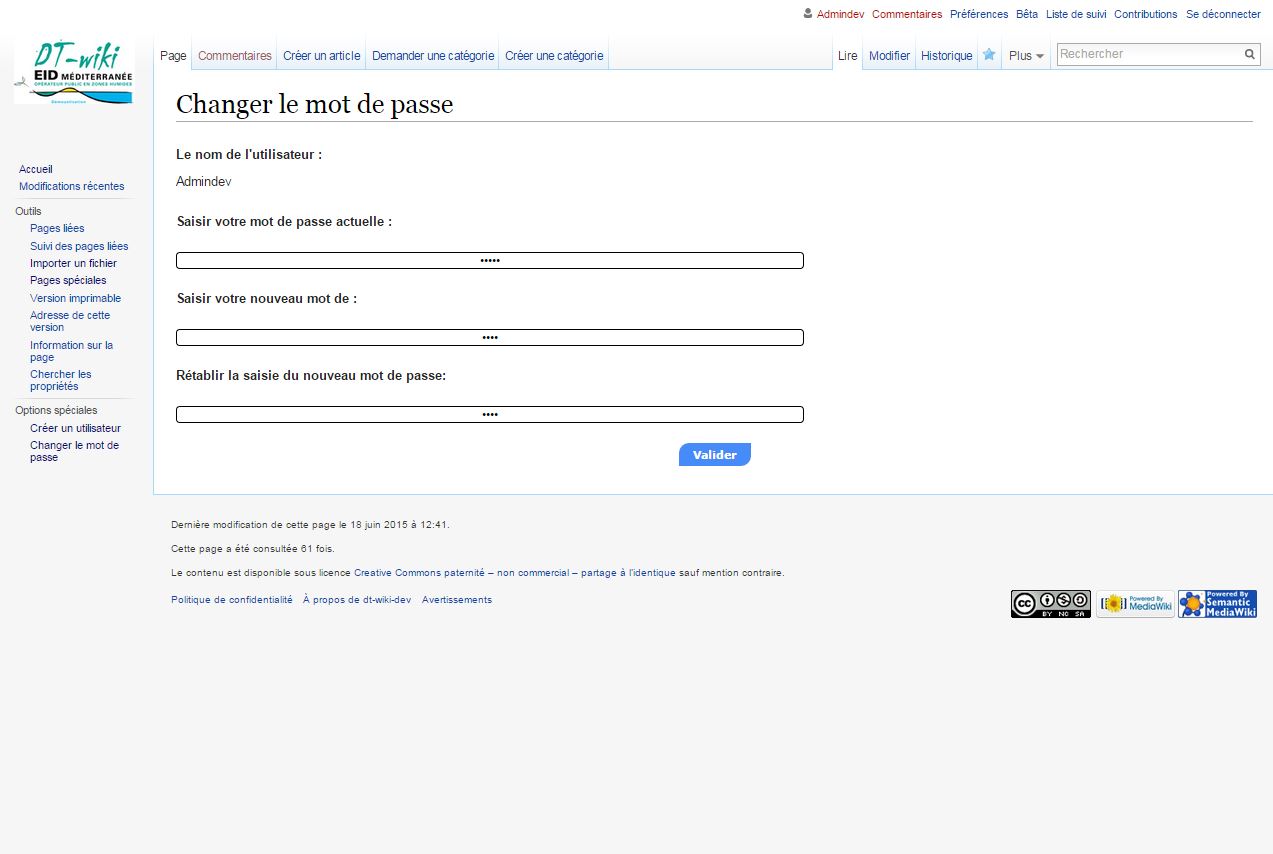 Admindev Commentaires Préférences Bêta Liste de suivi Contributions Se déconnecter
DT-wiki
EID MÉDITERRANÉE
OPÉRATEUR PUBLIC EN ZONES HUMIDES
Démoustication
Page Commentaires Créer un article Demander une catégorie Créer une catégorie Lire Modifier Historique Plus Rechercher
Changer le mot de passe
Le nom de l'utilisateur :
Admindev
Saisir votre mot de passe actuelle :
•••••
Saisir votre nouveau mot de :
••••
Rétablir la saisie du nouveau mot de passe:
••••
Valider
Accueil
Modifications récentes
Outils
Pages liées
Suivi des pages liées
Importer un fichier
Pages spéciales
Version imprimable
Adresse de cette
version
Information sur la
page
Chercher les
propriétés
Options spéciales
Créer un utilisateur
Changer le mot de
passe
Dernière modification de cette page le 18 juin 2015 à 12:41.
Cette page a été consultée 61 fois.
Le contenu est disponible sous licence Creative Commons paternité – non commercial – partage à l'identique sauf mention contraire.
Politique de confidentialité À propos de dt-wiki-dev Avertissements
cc BY NC SA
Powered By MediaWiki
Powered By Semantic MediaWiki